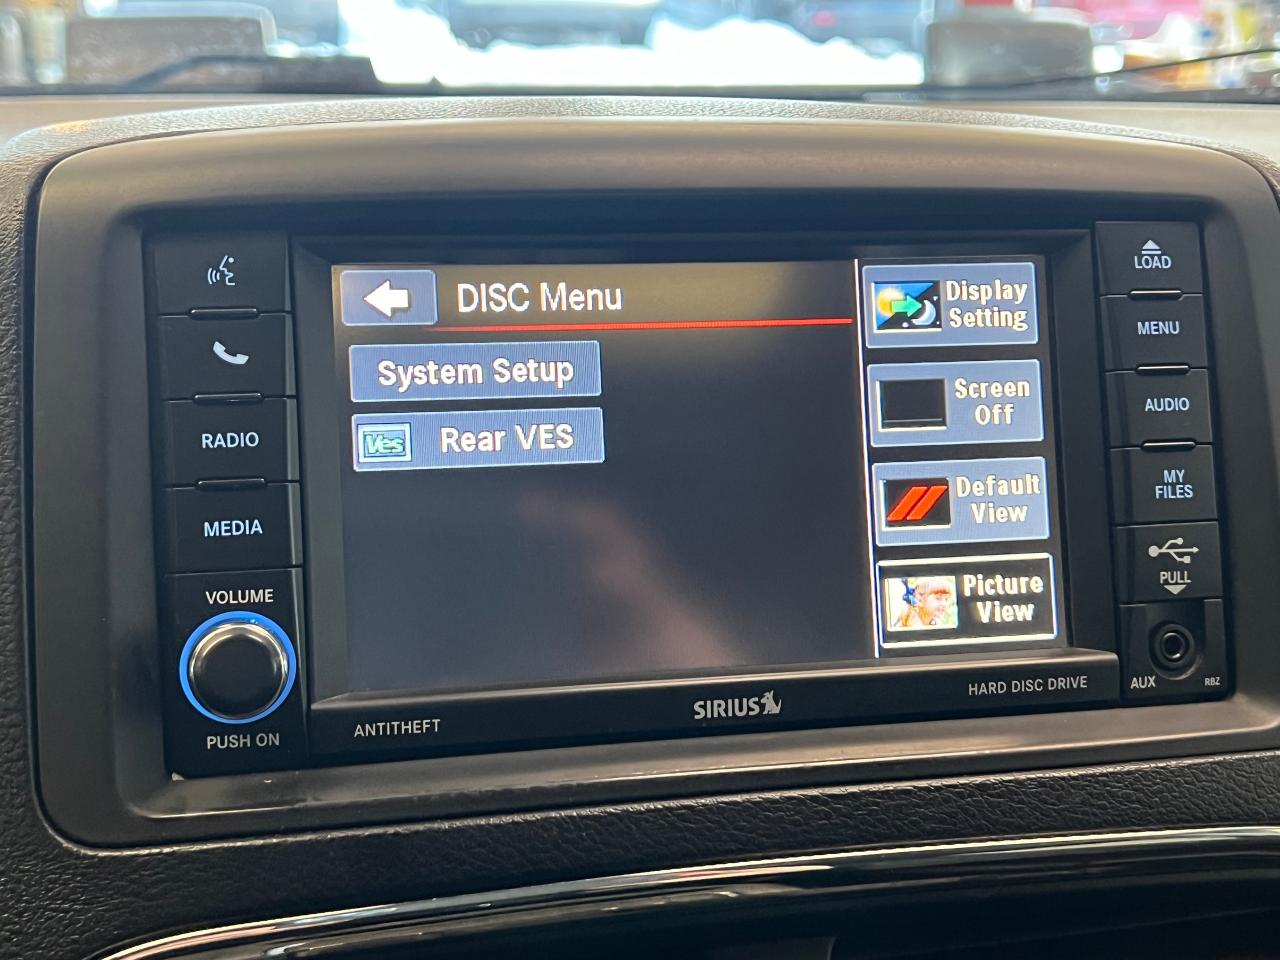 DISC Menu
System Setup
Ves
Rear VES
Display
Setting
Screen
Off
Default
View
Picture
View
RADIO
MEDIA
VOLUME
PUSH ON
LOAD
MENU
AUDIO
MY
FILES
PULL
AUX
RBZ
ANTITHEFT
SIRIUS
HARD DISC DRIVE